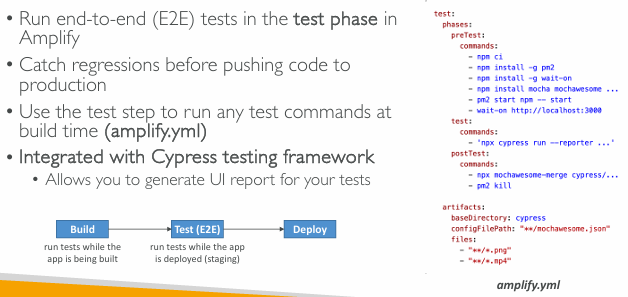 • Run end-to-end (E2E) tests in the test phase in
Amplify
• Catch regressions before pushing code to
production
• Use the test step to run any test commands at
build time (amplify.yml)
• Integrated with Cypress testing framework
• Allows you to generate UI report for your tests
Build
Test (E2E)
Deploy
run tests while the
app is being built
run tests while the app
is deployed (staging)
test:
phases:
preTest:
commands:
- npm ci
- npm install -g pm2
- npm install -g wait-on
- npm install mocha mochawesome ...
- pm2 start npm -- start
- wait-on http://localhost:3000
test:
commands:
- 'npx cypress run --reporter ...'
postTest:
commands:
- npx mochawesome-merge cypress/...
- pm2 kill
artifacts:
baseDirectory: cypress
configFilePath: "**/mochawesome.json"
files:
- "**/*.png"
- "**/*.mp4"
amplify.yml